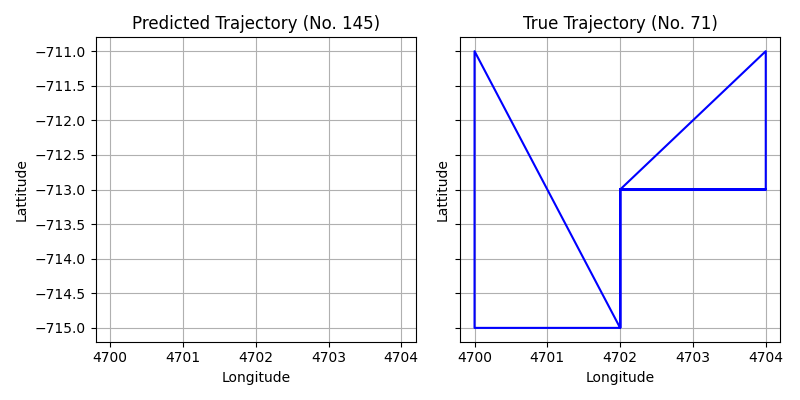 Predicted Trajectory (No. 145)
True Trajectory (No. 71)
−711.0
−711.5
−712.0
−712.5
−713.0
−713.5
−714.0
−714.5
−715.0
Lattitude
Lattitude
4700 4701 4702 4703 4704
4700 4701 4702 4703 4704
Longitude
Longitude